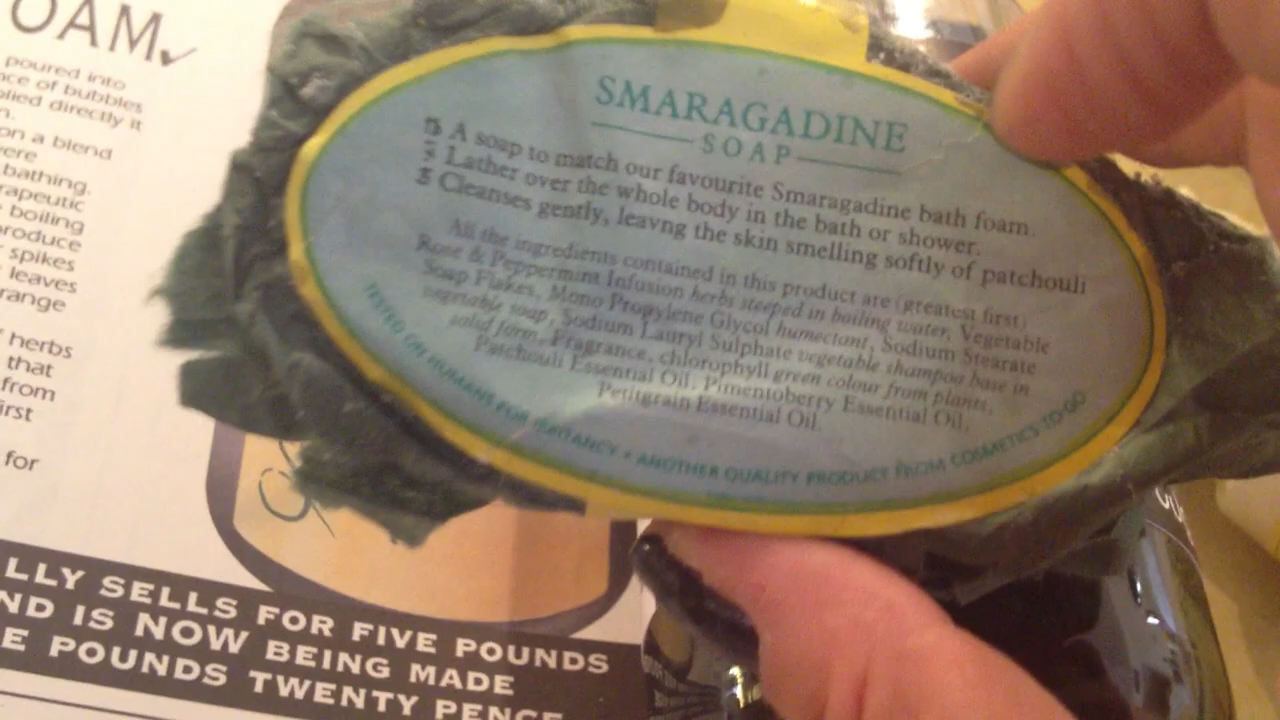 OAM✓
poured into
nce of bubbles
plied directly it
n.
on a blend
ere
bathing.
rapeutic
boiling
produce
spikes
leaves
range
herbs
that
from
irst
for
LLY SELLS FOR FIVE POUNDS
ND IS NOW BEING MADE
E POUNDS TWENTY PENCE
SMARAGADINE
SOAP
A soap to match our favourite Smaragadine bath foam.
Lather over the whole body in the bath or shower.
Cleanses gently, leavng the skin smelling softly of patchouli
All the ingredients contained in this product are (greatest first)
Rose & Peppermint Infusion herbs steeped in boiling water, Vegetable
Soap Flakes, Mono Propylene Glycol humectant, Sodium Stearate
vegetable soap, Sodium Lauryl Sulphate vegetable shampoo base in
solid form, Fragrance, chlorophyll green colour from plants,
Patchouli Essential Oil, Pimentoberry Essential Oil,
Petitgrain Essential Oil.
TESTED ON HUMANS FOR IRRITANCY • ANOTHER QUALITY PRODUCT FROM COSMETICS-TO-GO